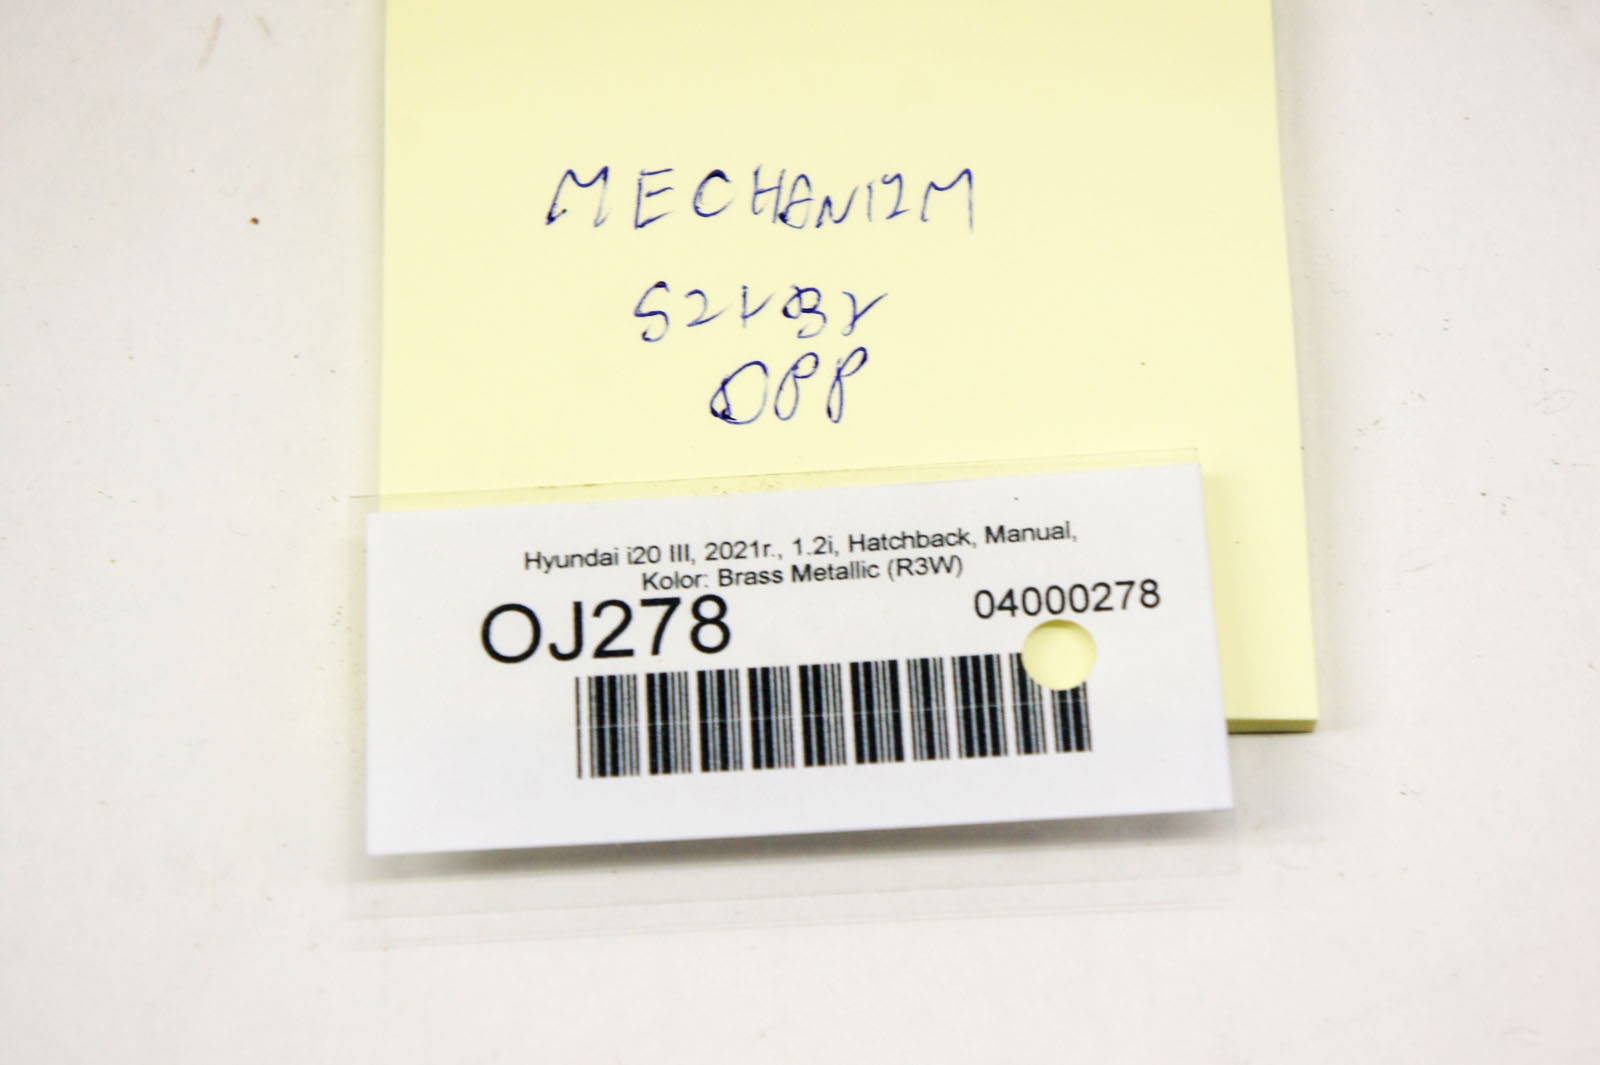 MECHANIZM
SZYBY
OPP
Hyundai i20 III, 2021r., 1.2i, Hatchback, Manual,
Kolor: Brass Metallic (R3W)
OJ278
04000278